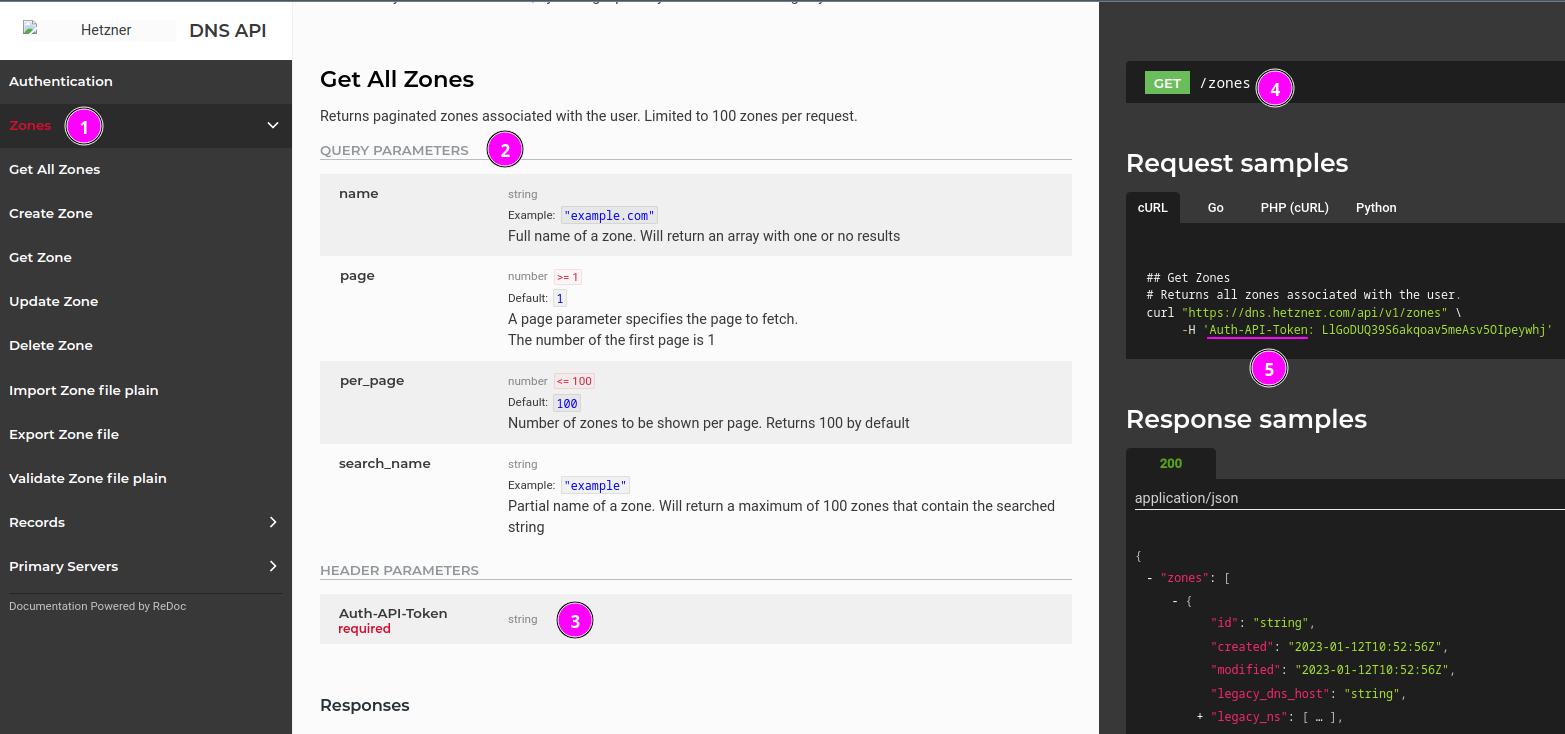 Hetzner
DNS API
Authentication
Zones 1
Get All Zones
Create Zone
Get Zone
Update Zone
Delete Zone
Import Zone file plain
Export Zone file
Validate Zone file plain
Records
Primary Servers
Documentation Powered by ReDoc
Get All Zones
Returns paginated zones associated with the user. Limited to 100 zones per request.
QUERY PARAMETERS 2
name string
Example: "example.com"
Full name of a zone. Will return an array with one or no results
page number >= 1
Default: 1
A page parameter specifies the page to fetch.
The number of the first page is 1
per_page number <= 100
Default: 100
Number of zones to be shown per page. Returns 100 by default
search_name string
Example: "example"
Partial name of a zone. Will return a maximum of 100 zones that contain the searched
string
HEADER PARAMETERS
Auth-API-Token string 3
required
Responses
GET /zones 4
Request samples
cURL Go PHP (cURL) Python
## Get Zones
# Returns all zones associated with the user.
curl "https://dns.hetzner.com/api/v1/zones" \
-H 'Auth-API-Token: LlGoDUQ39S6akqoav5meAsv5OIpeywhj'
5
Response samples
200
application/json
{
- "zones": [
- {
"id": "string",
"created": "2023-01-12T10:52:56Z",
"modified": "2023-01-12T10:52:56Z",
"legacy_dns_host": "string",
+ "legacy_ns": [ … ],